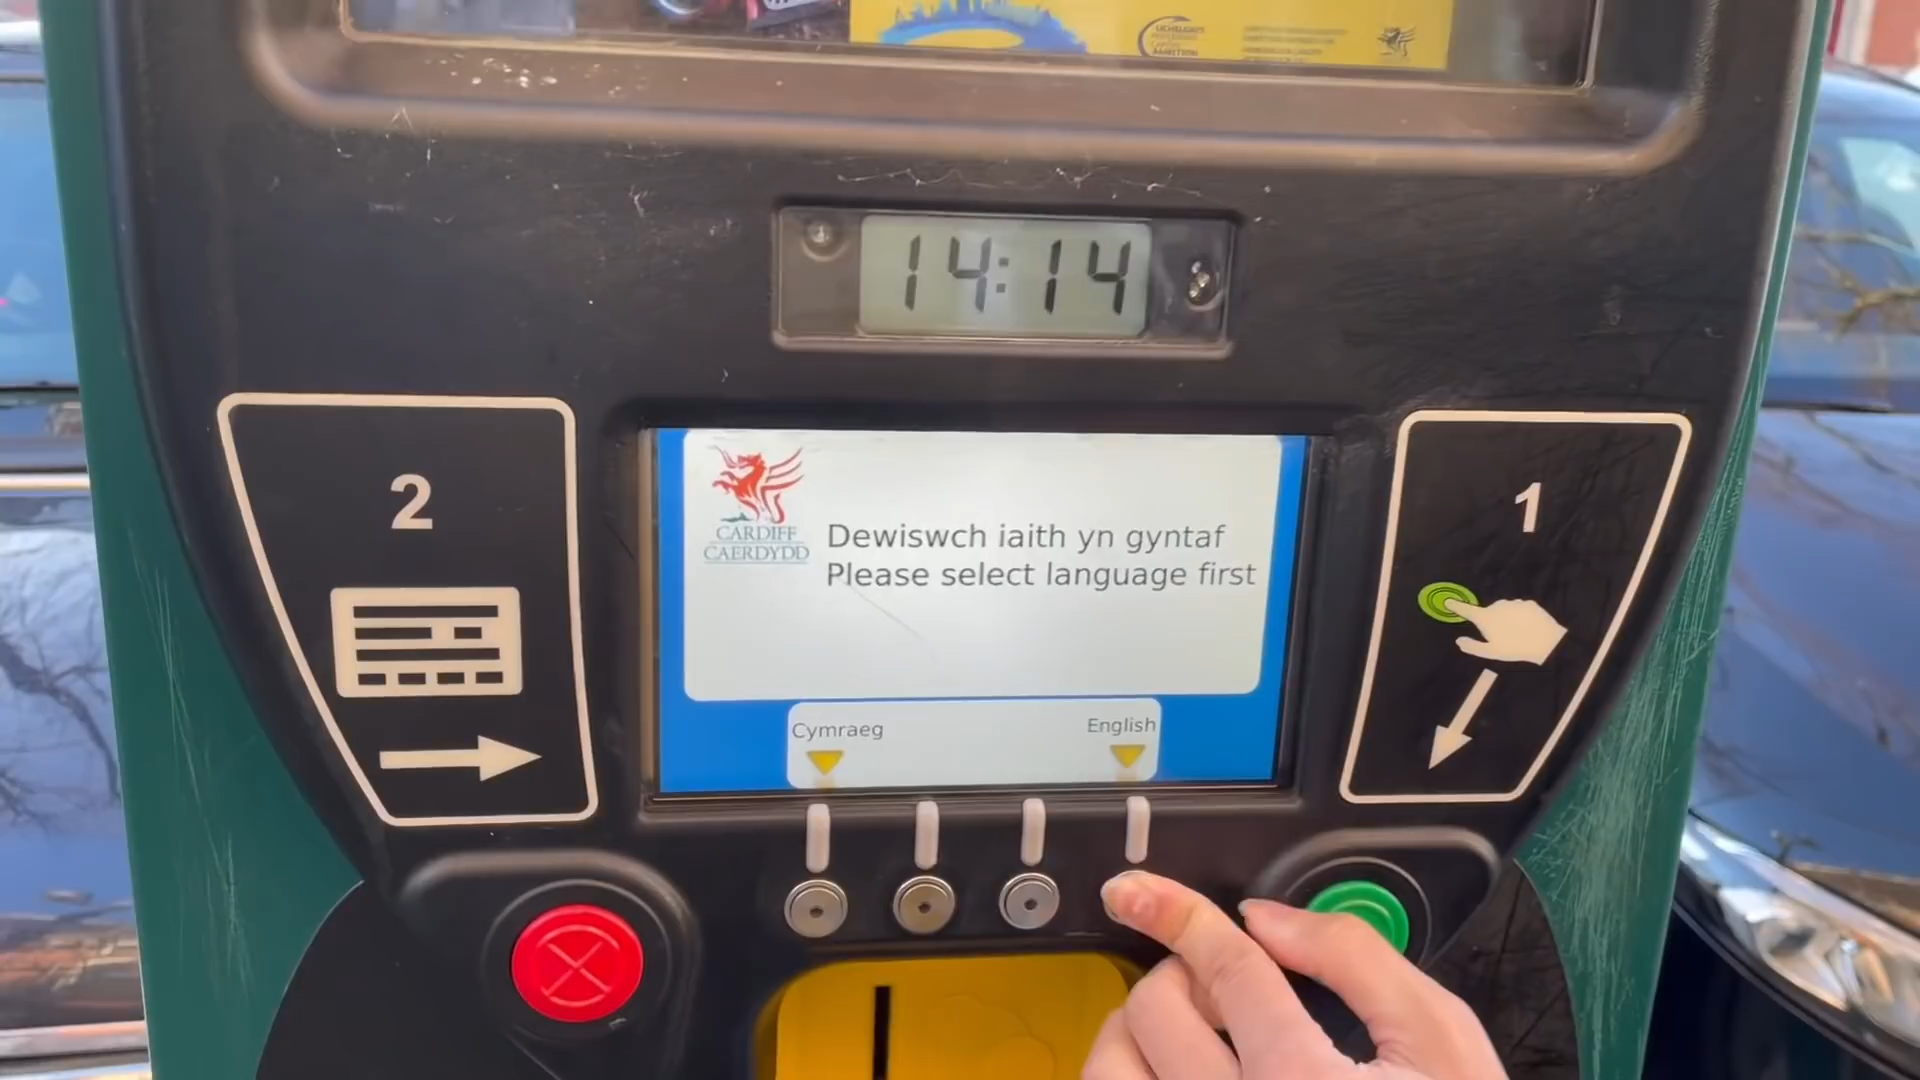 14:14
2
1
CARDIFF
CAERDYDD
Dewiswch iaith yn gyntaf
Please select language first
Cymraeg
English